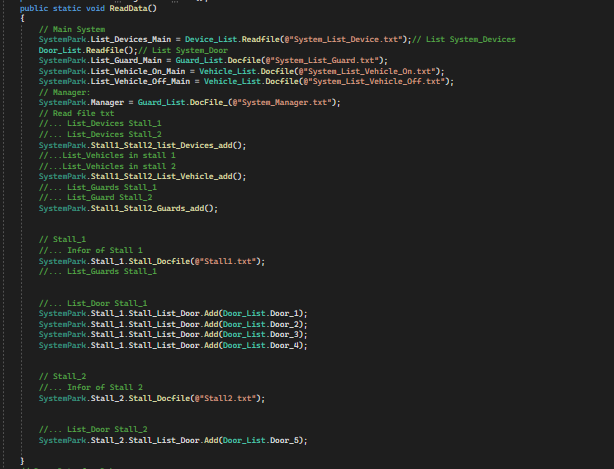 public static void ReadData()
{
// Main System
SystemPark.List_Devices_Main = Device_List.Readfile(@"System_List_Device.txt");// List System_Devices
Door_List.Readfile();// List System_Door
SystemPark.List_Guard_Main = Guard_List.Docfile(@"System_List_Guard.txt");
SystemPark.List_Vehicle_On_Main = Vehicle_List.Docfile(@"System_List_Vehicle_On.txt");
SystemPark.List_Vehicle_Off_Main = Vehicle_List.Docfile(@"System_List_Vehicle_Off.txt");
// Manager:
SystemPark.Manager = Guard_List.DocFile_(@"System_Manager.txt");
// Read file txt
//... List_Devices Stall_1
//... List_Devices Stall_2
SystemPark.Stall1_Stall2_list_Devices_add();
//...List_Vehicles in stall 1
//...List_Vehicles in stall 2
SystemPark.Stall1_Stall2_List_Vehicle_add();
//... List_Guards Stall_1
//... List_Guard Stall_2
SystemPark.Stall1_Stall2_Guards_add();
// Stall_1
//... Infor of Stall 1
SystemPark.Stall_1.Stall_Docfile(@"Stall1.txt");
//... List_Guards Stall_1
//... List_Door Stall_1
SystemPark.Stall_1.Stall_List_Door.Add(Door_List.Door_1);
SystemPark.Stall_1.Stall_List_Door.Add(Door_List.Door_2);
SystemPark.Stall_1.Stall_List_Door.Add(Door_List.Door_3);
SystemPark.Stall_1.Stall_List_Door.Add(Door_List.Door_4);
// Stall_2
//... Infor of Stall 2
SystemPark.Stall_2.Stall_Docfile(@"Stall2.txt");
//... List_Door Stall_2
SystemPark.Stall_2.Stall_List_Door.Add(Door_List.Door_5);
}